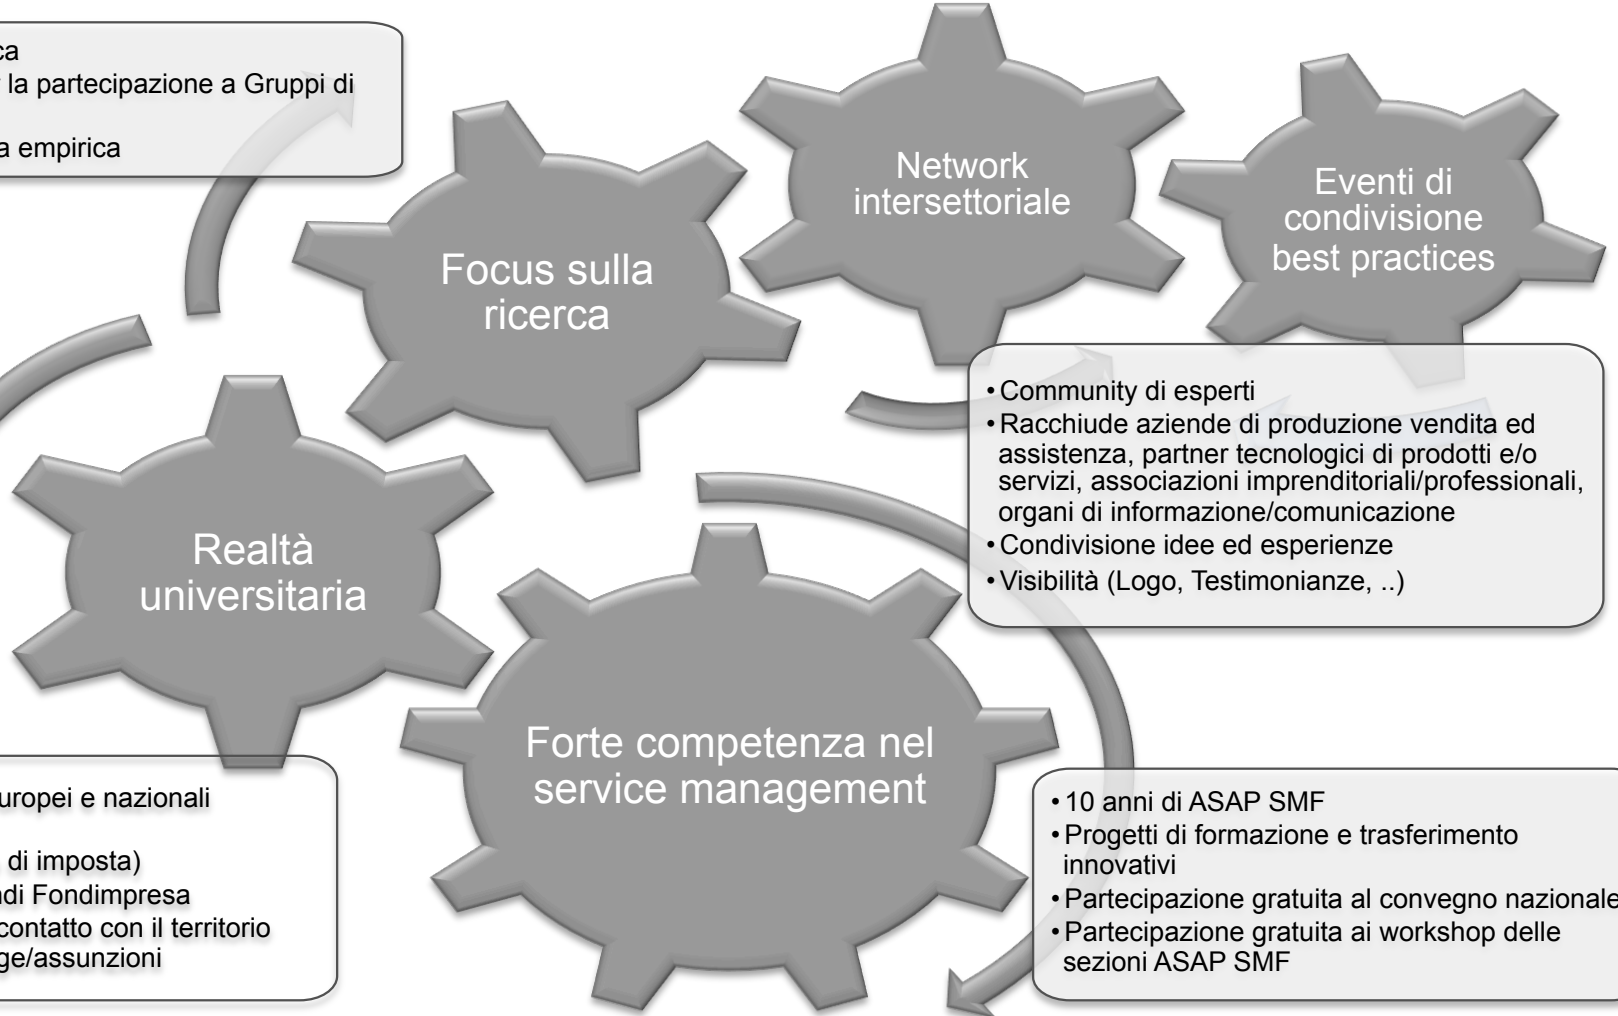 la partecipazione a Gruppi di
empirica
Network
intersettoriale
Eventi di
condivisione
best practices
Focus sulla
ricerca
• Community di esperti
• Racchiude aziende di produzione vendita ed
assistenza, partner tecnologici di prodotti e/o
servizi, associazioni imprenditoriali/professionali,
organi di informazione/comunicazione
• Condivisione idee ed esperienze
• Visibilità (Logo, Testimonianze, ..)
Realtà
universitaria
Forte competenza nel
service management
e nazionali
di imposta)
Fondimpresa
contatto con il territorio
/assunzioni
• 10 anni di ASAP SMF
• Progetti di formazione e trasferimento
innovativi
• Partecipazione gratuita al convegno nazionale
• Partecipazione gratuita ai workshop delle
sezioni ASAP SMF